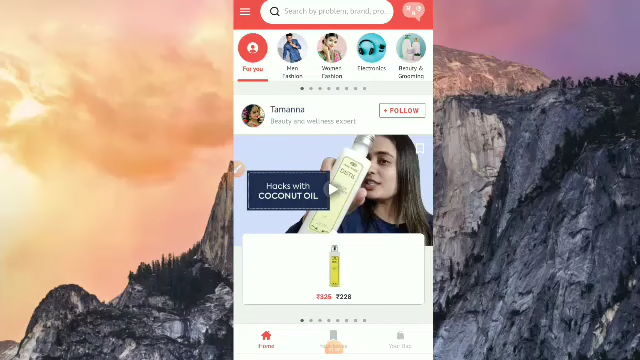 Search by problem, brand, pro..
For you
Men Fashion
Women Fashion
Electronics
Beauty & Grooming
Tamanna
Beauty and wellness expert
+ FOLLOW
Hacks with
COCONUT OIL
₹325 ₹228
Home
Your Bag